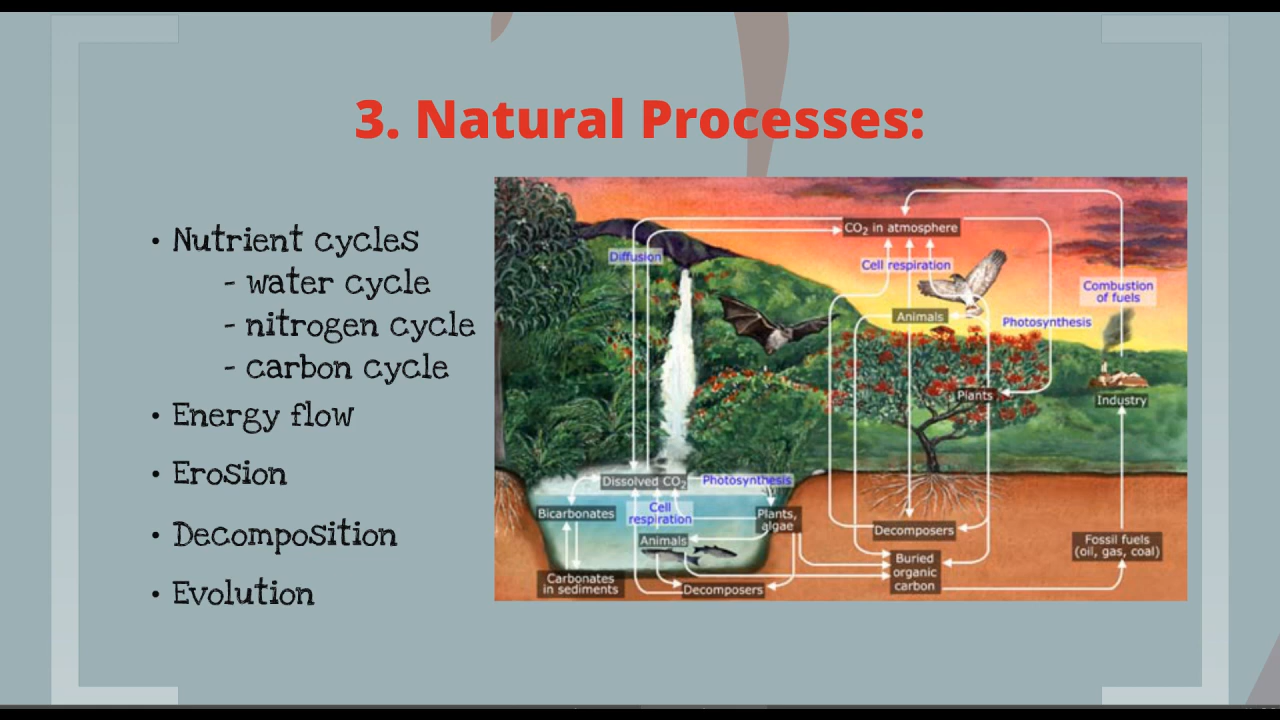 3. Natural Processes:
• Nutrient cycles
- water cycle
- nitrogen cycle
- carbon cycle
• Energy flow
• Erosion
• Decomposition
• Evolution
CO₂ in atmosphere
Diffusion
Cell respiration
Combustion
of fuels
Animals
Photosynthesis
Plants
Industry
Dissolved CO₂
Photosynthesis
Bicarbonates
Cell
respiration
Plants,
algae
Animals
Decomposers
Fossil fuels
(oil, gas, coal)
Buried
organic
carbon
Carbonates
in sediments
Decomposers